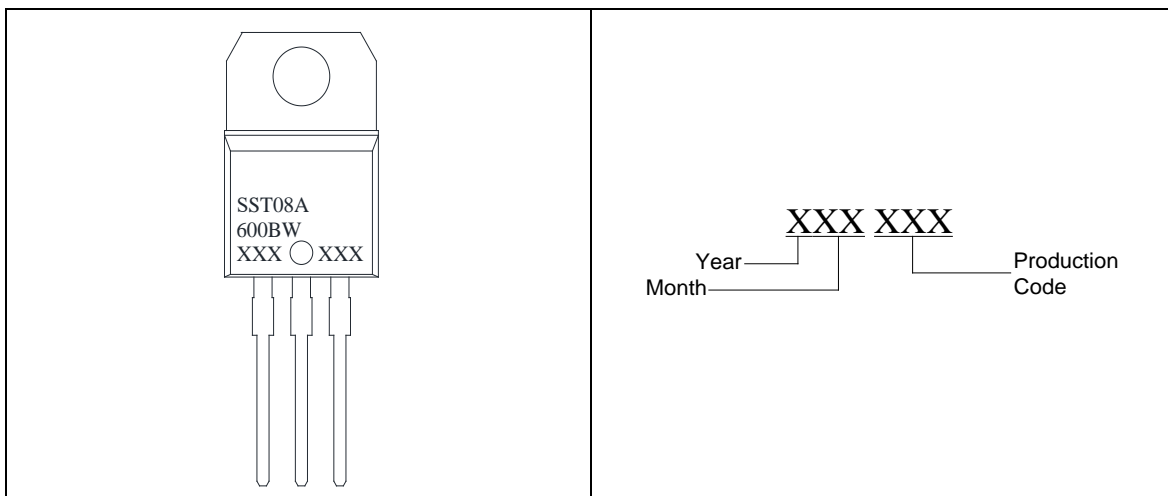 SST08A
600BW
XXX XXX
XXX XXX
Year
Month
Production
Code